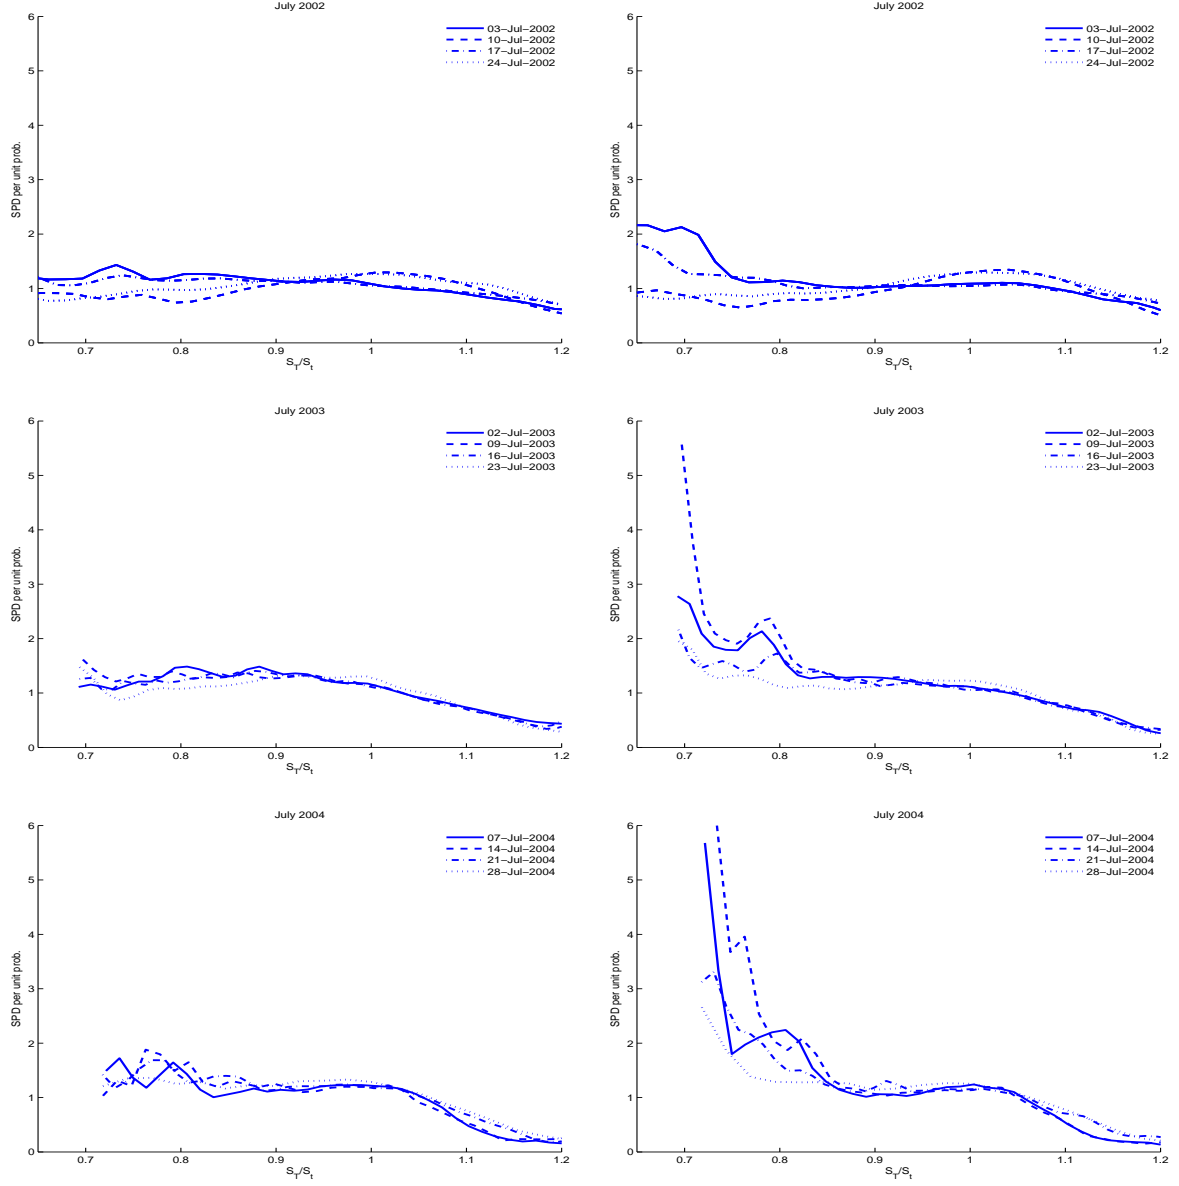 July 2002
03-Jul-2002
10-Jul-2002
17-Jul-2002
24-Jul-2002
SPD per unit prob.
6
5
4
3
2
1
0
0.7 0.8 0.9 1 1.1 1.2
S_T/S_t
July 2002
03-Jul-2002
10-Jul-2002
17-Jul-2002
24-Jul-2002
SPD per unit prob.
6
5
4
3
2
1
0
0.7 0.8 0.9 1 1.1 1.2
S_T/S_t
July 2003
02-Jul-2003
09-Jul-2003
16-Jul-2003
23-Jul-2003
SPD per unit prob.
6
5
4
3
2
1
0
0.7 0.8 0.9 1 1.1 1.2
S_T/S_t
July 2003
02-Jul-2003
09-Jul-2003
16-Jul-2003
23-Jul-2003
SPD per unit prob.
6
5
4
3
2
1
0
0.7 0.8 0.9 1 1.1 1.2
S_T/S_t
July 2004
07-Jul-2004
14-Jul-2004
21-Jul-2004
28-Jul-2004
SPD per unit prob.
6
5
4
3
2
1
0
0.7 0.8 0.9 1 1.1 1.2
S_T/S_t
July 2004
07-Jul-2004
14-Jul-2004
21-Jul-2004
28-Jul-2004
SPD per unit prob.
6
5
4
3
2
1
0
0.7 0.8 0.9 1 1.1 1.2
S_T/S_t